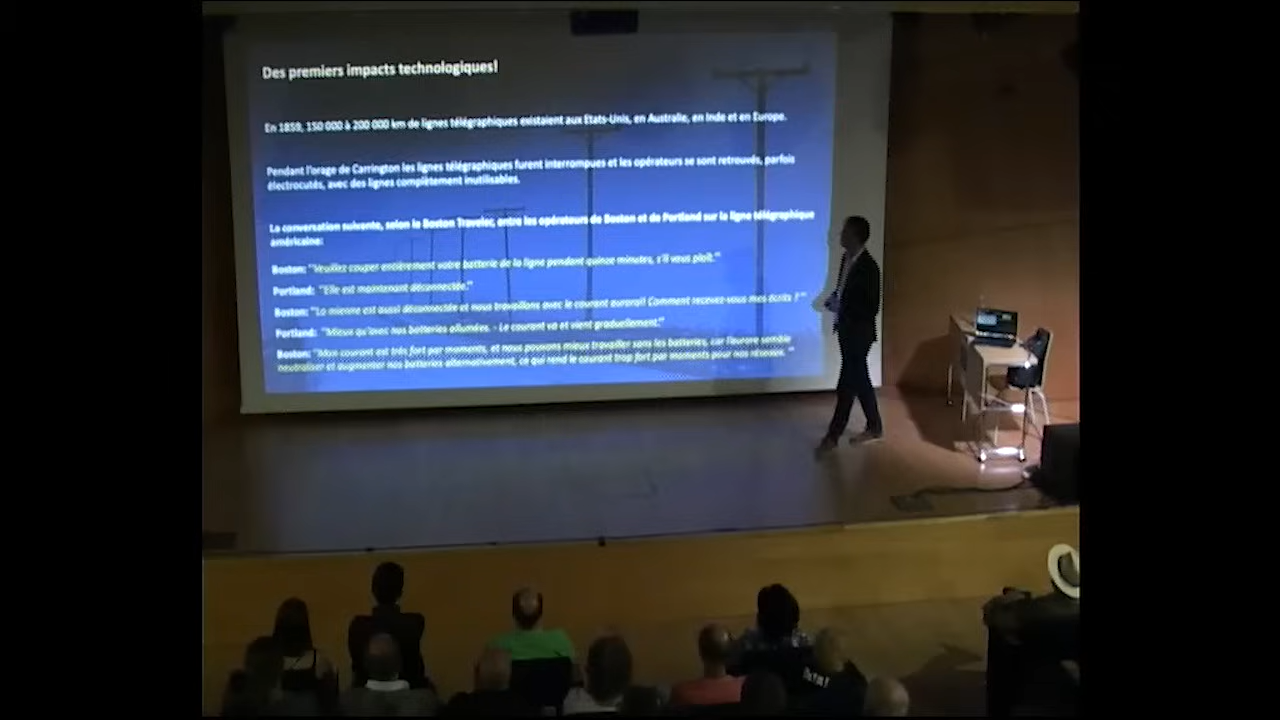 Des premiers impacts technologiques!
En 1859, 150 000 à 200 000 km de lignes télégraphiques existaient aux Etats-Unis, en Australie, en Inde et en Europe.
Pendant l'orage de Carrington les lignes télégraphiques furent interrompues et les opérateurs se sont retrouvés, parfois
électrocutés, avec des lignes complètement inutilisables.
La conversation suivante, selon le Boston Traveler, entre les opérateurs de Boston et de Portland sur la ligne télégraphique
américaine:
Boston: "Veuillez couper entièrement votre batterie de la ligne pendant quinze minutes, s'il vous plaît."
Portland: "Elle est maintenant déconnectée."
Boston: "La mienne est aussi déconnectée et nous travaillons avec le courant auroral! Comment recevez-vous mes écrits ?"
Portland: "Mieux qu'avec nos batteries allumées. - Le courant va et vient graduellement."
Boston: "Mon courant est très fort par moments, et nous pouvons mieux travailler sans les batteries, car l'aurore semble
neutraliser et augmenter nos batteries alternativement, ce qui rend le courant trop fort par moments pour nos